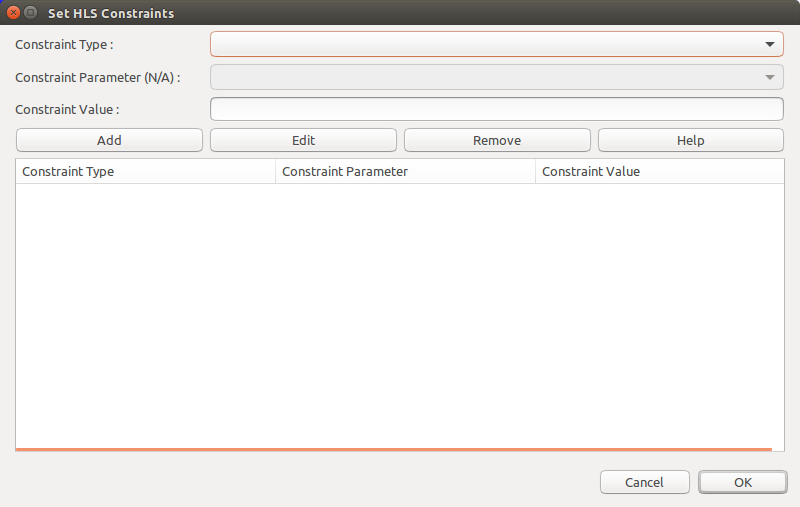 Set HLS Constraints
Constraint Type :
Constraint Parameter (N/A) :
Constraint Value :
Add Edit Remove Help
Constraint Type Constraint Parameter Constraint Value
Cancel OK